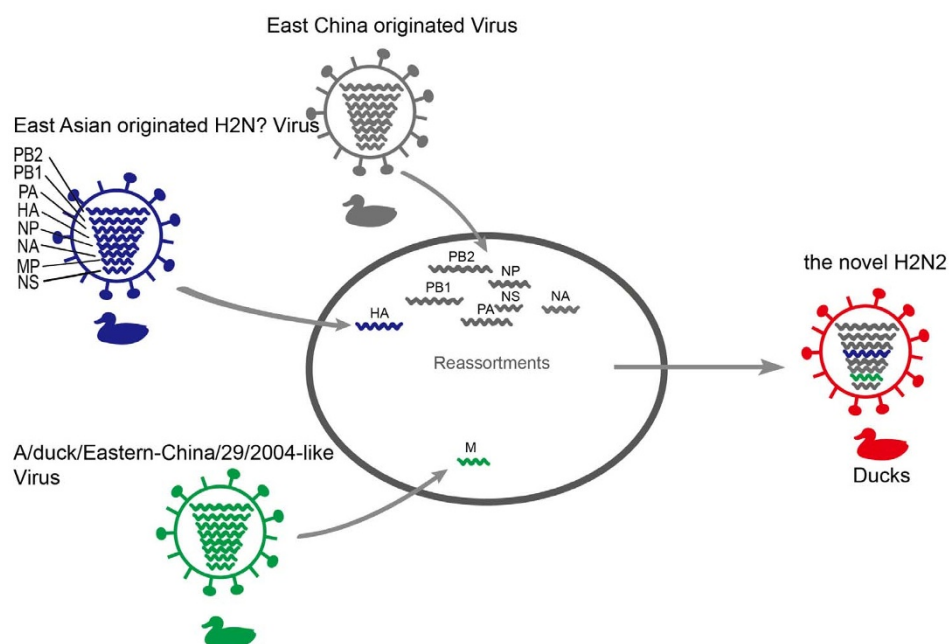 East China originated Virus
East Asian originated H2N? Virus
PB2
PB1
PA
HA
NP
NA
MP
NS
PB2
NP
PB1
NS
NA
PA
HA
Reassortments
M
the novel H2N2
Ducks
A/duck/Eastern-China/29/2004-like
Virus